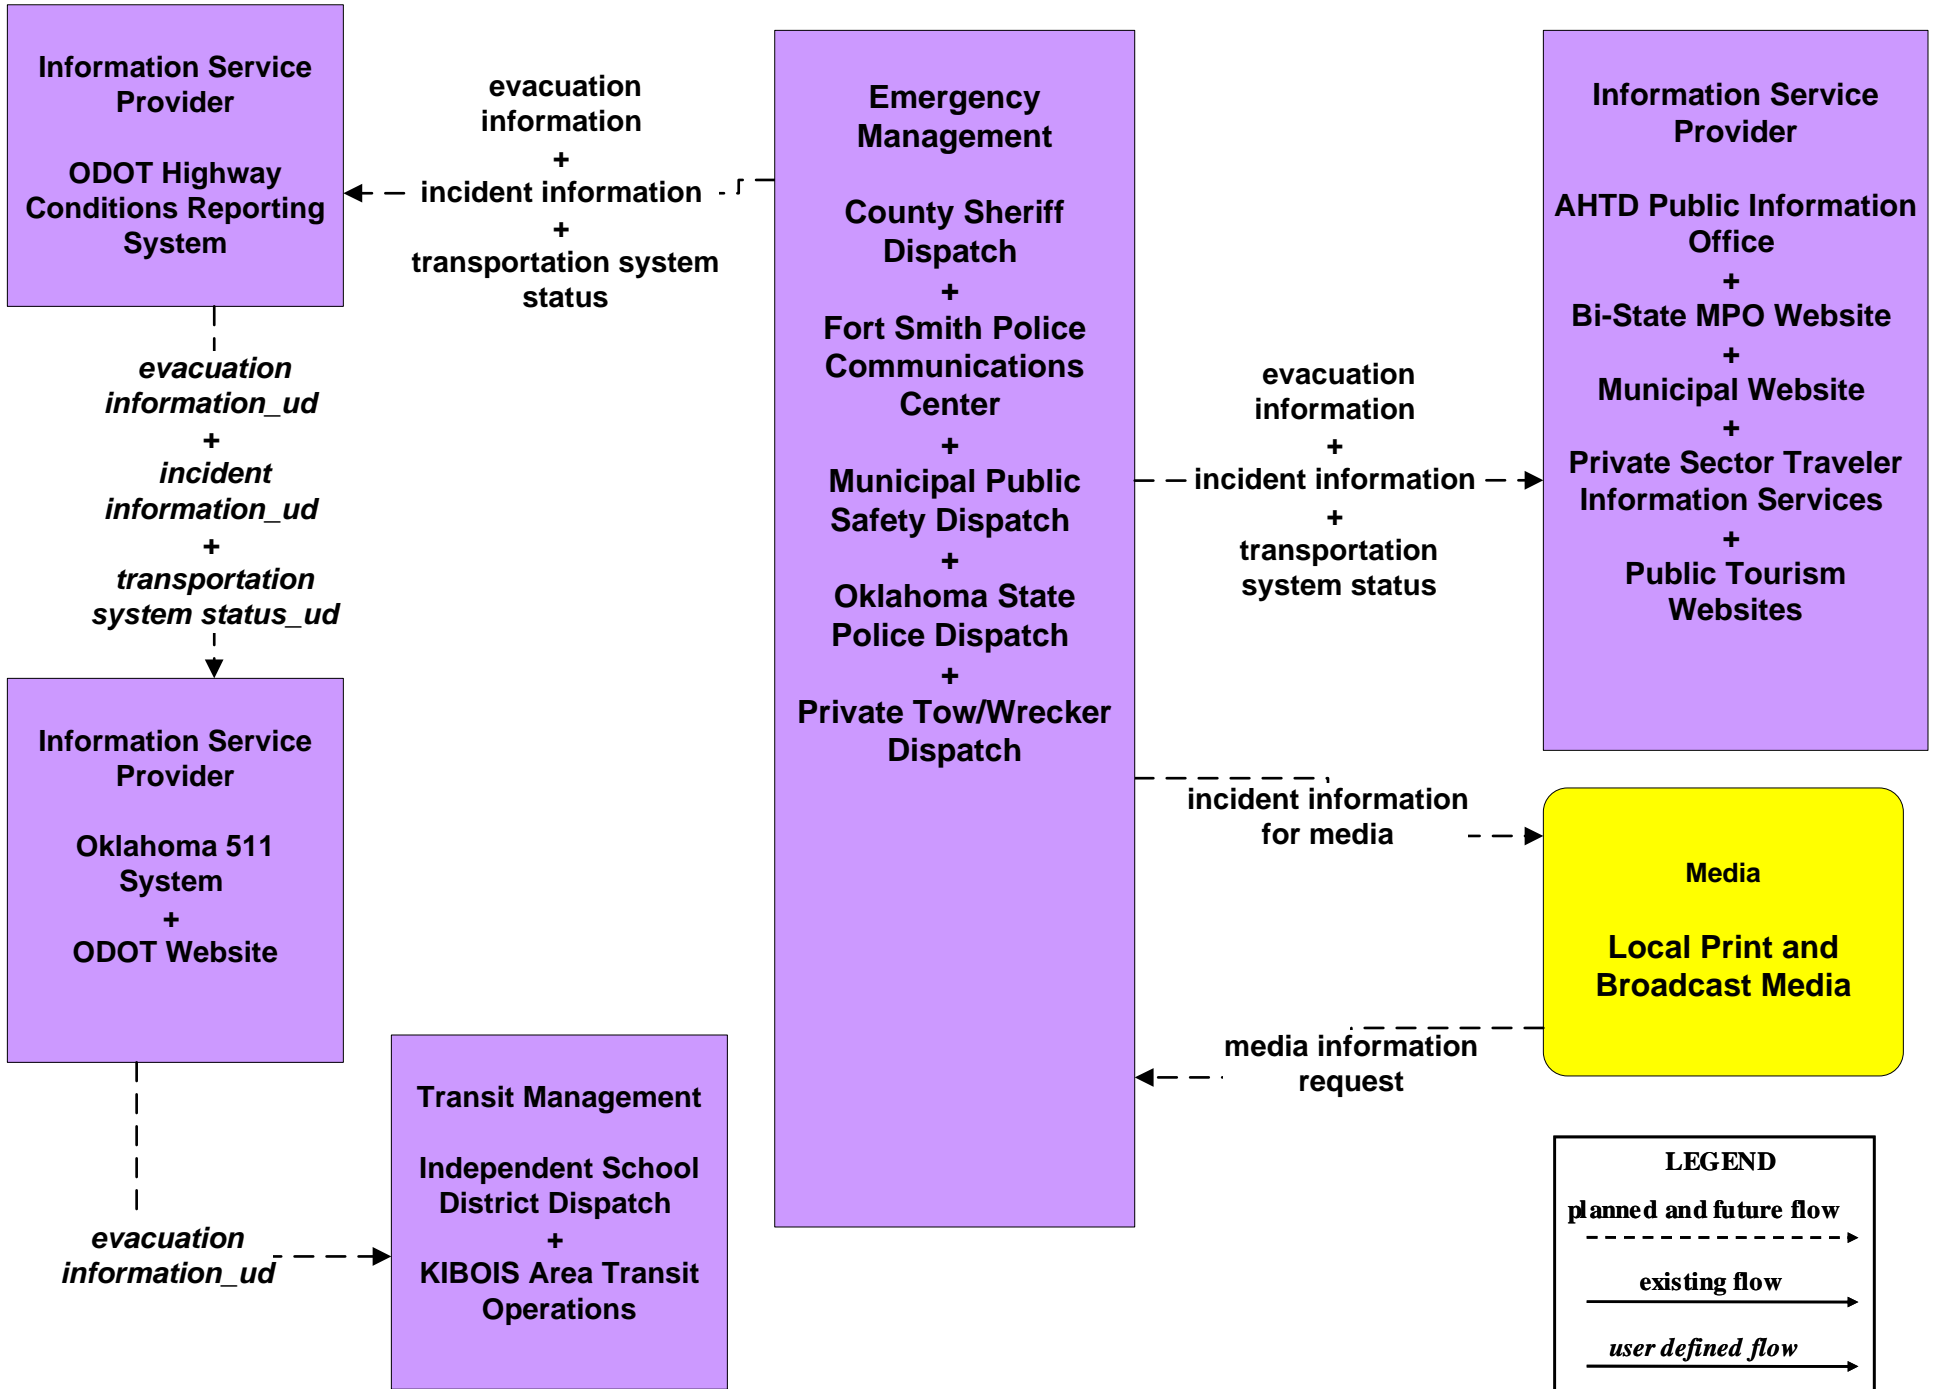 Information Service
Provider
ODOT Highway
Conditions Reporting
System
evacuation
information
+
incident information
+
transportation system
status
Emergency
Management
County Sheriff
Dispatch
+
Fort Smith Police
Communications
Center
+
Municipal Public
Safety Dispatch
+
Oklahoma State
Police Dispatch
+
Private Tow/Wrecker
Dispatch
evacuation
information
+
incident information
+
transportation
system status
Information Service
Provider
AHTD Public Information
Office
+
Bi-State MPO Website
+
Municipal Website
+
Private Sector Traveler
Information Services
+
Public Tourism
Websites
evacuation
information_ud
+
incident
information_ud
+
transportation
system status_ud
Information Service
Provider
Oklahoma 511
System
+
ODOT Website
incident information
for media
Media
Local Print and
Broadcast Media
media information
request
Transit Management
Independent School
District Dispatch
+
KIBOIS Area Transit
Operations
evacuation
information_ud
LEGEND
planned and future flow
existing flow
user defined flow